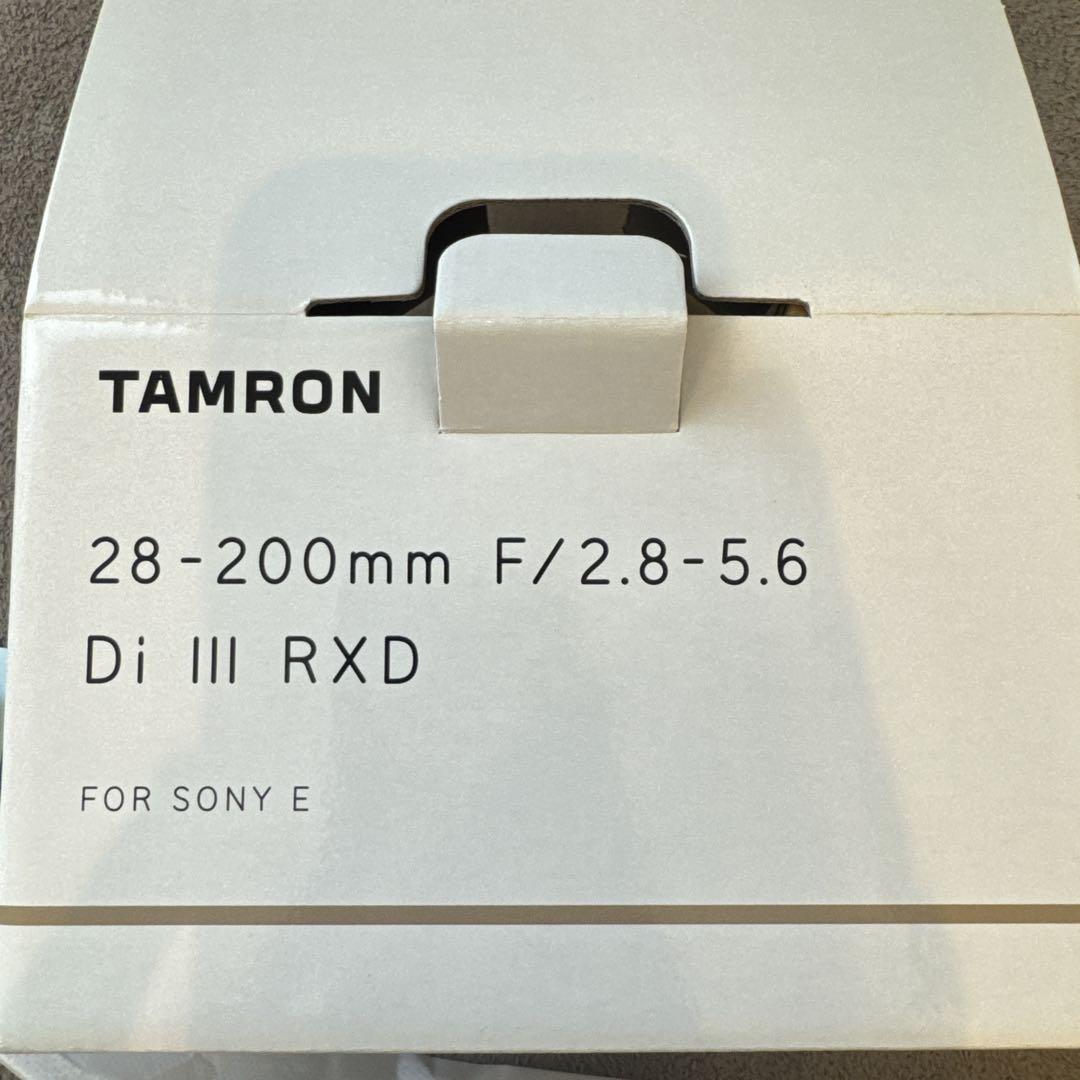 TAMRON
28-200mm F/2.8-5.6
Di III RXD
FOR SONY E